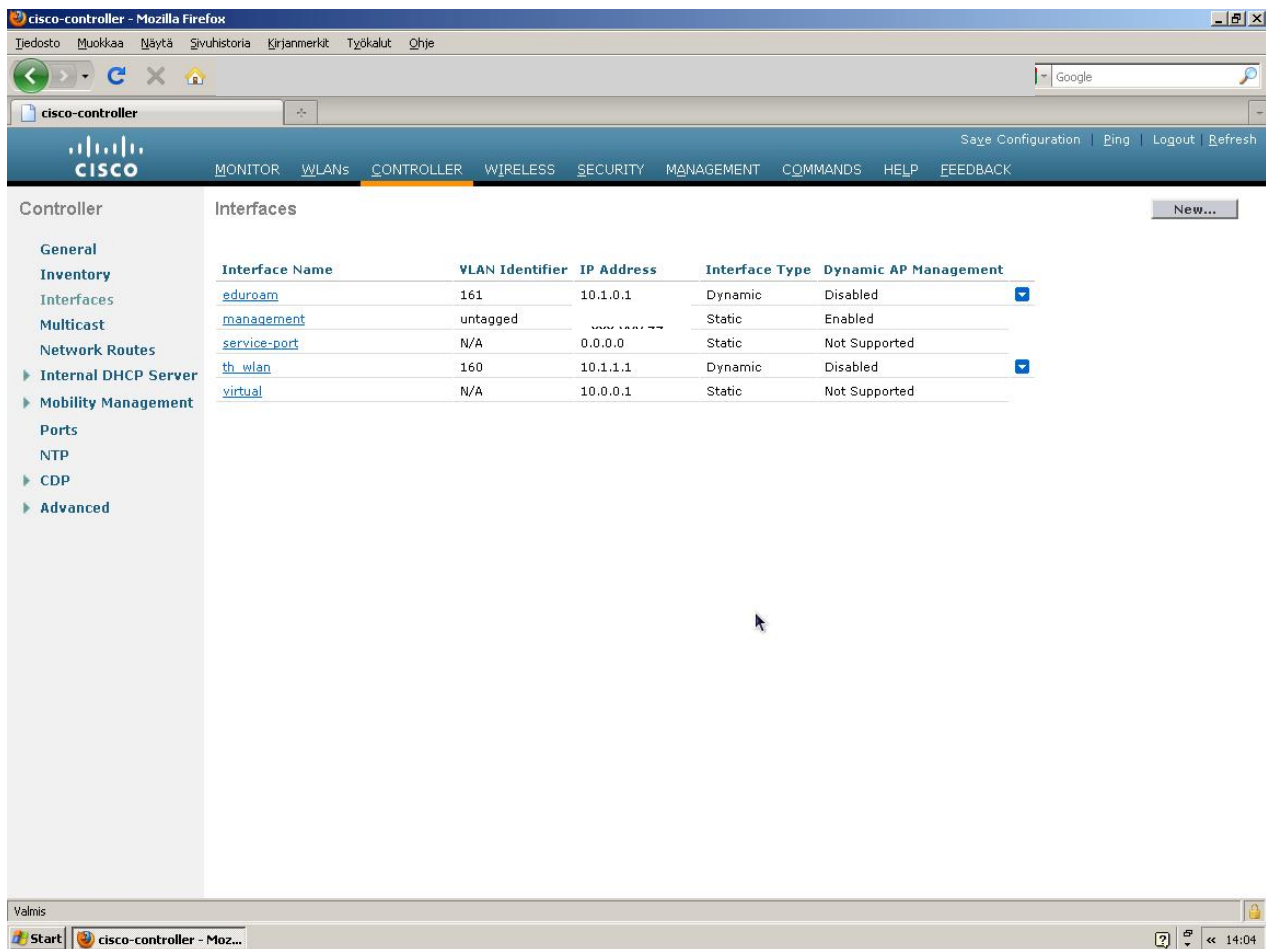 cisco-controller - Mozilla Firefox
Tiedosto Muokkaa Näytä Sivuhistoria Kirjanmerkit Työkalut Ohje
Google
cisco-controller
Save Configuration | Ping | Logout | Refresh
CISCO
MONITOR WLANs CONTROLLER WIRELESS SECURITY MANAGEMENT COMMANDS HELP FEEDBACK
Controller
General
Inventory
Interfaces
Multicast
Network Routes
Internal DHCP Server
Mobility Management
Ports
NTP
CDP
Advanced
Interfaces
New...
Interface Name VLAN Identifier IP Address Interface Type Dynamic AP Management
eduroam 161 10.1.0.1 Dynamic Disabled
management untagged Static Enabled
service-port N/A 0.0.0.0 Static Not Supported
th_wlan 160 10.1.1.1 Dynamic Disabled
virtual N/A 10.0.0.1 Static Not Supported
Valmis
Start cisco-controller - Moz...
« 14:04